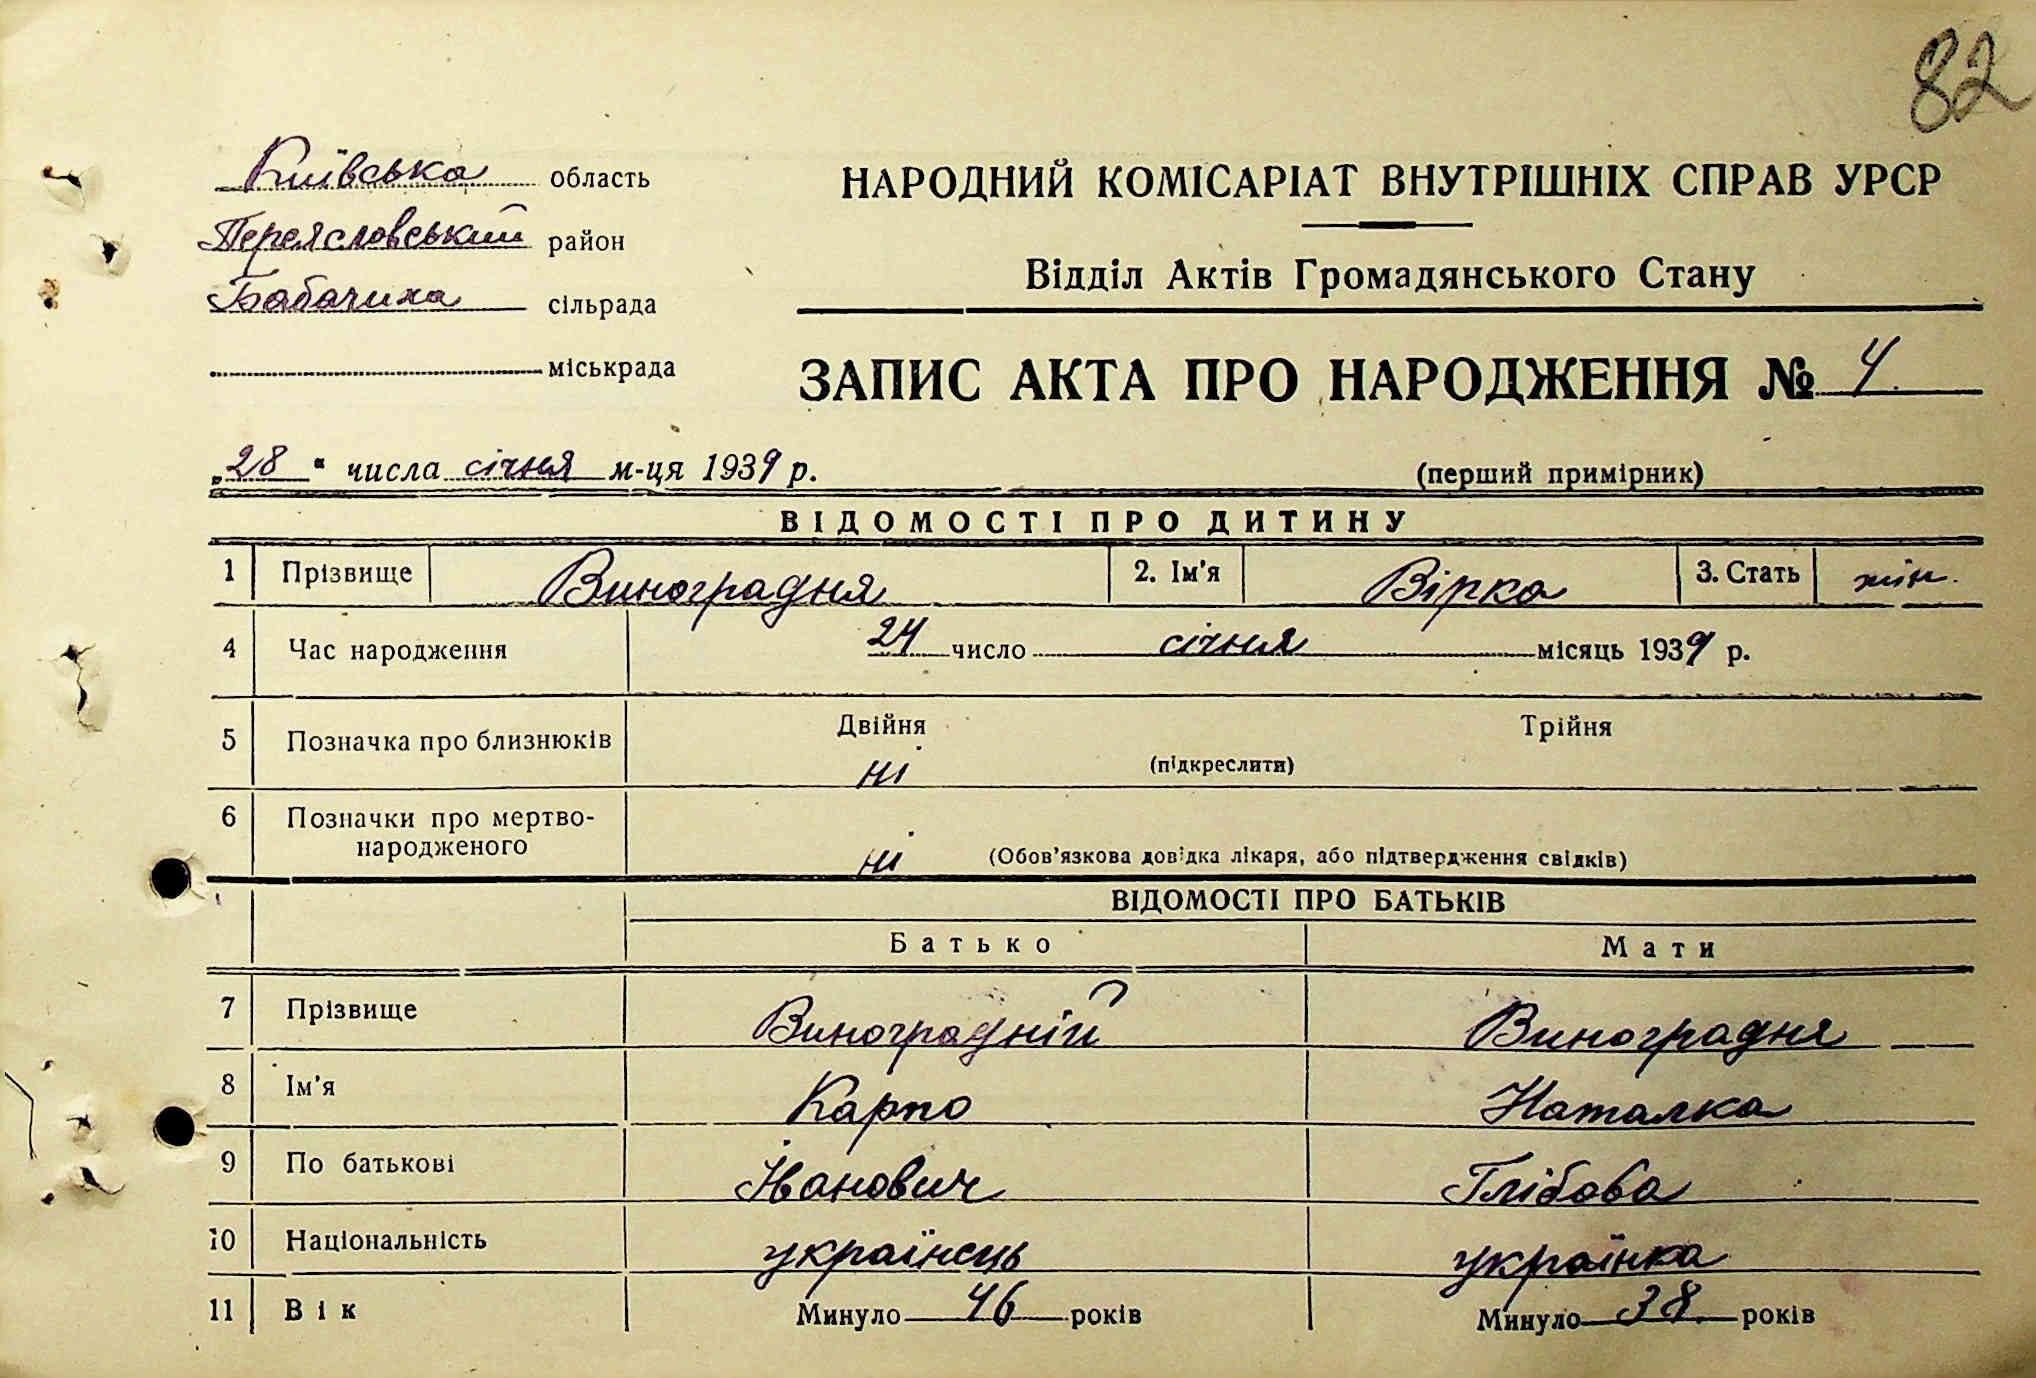 82
Київська область
Переясловський район
Бабачиха сільрада
міськрада
НАРОДНИЙ КОМІСАРІАТ ВНУТРІШНІХ СПРАВ УРСР
Відділ Актів Громадянського Стану
ЗАПИС АКТА ПРО НАРОДЖЕННЯ № 4.
„28“ числа січня м-ця 1939 р.
(перший примірник)
ВІДОМОСТІ ПРО ДИТИНУ
1 Прізвище Виноградня 2. Ім'я Вірка 3. Стать жін.
4 Час народження 24 число січня місяць 1939 р.
5 Позначка про близнюків Двійня Трійня
ні (підкреслити)
6 Позначки про мертво-
народженого ні (Обов'язкова довідка лікаря, або підтвердження свідків)
ВІДОМОСТІ ПРО БАТЬКІВ
Батько Мати
7 Прізвище Виноградній Виноградня
8 Ім'я Карпо Наталка
9 По батькові Іванович Глібова
10 Національність українець українка
11 Вік Минуло 46 років Минуло 38 років